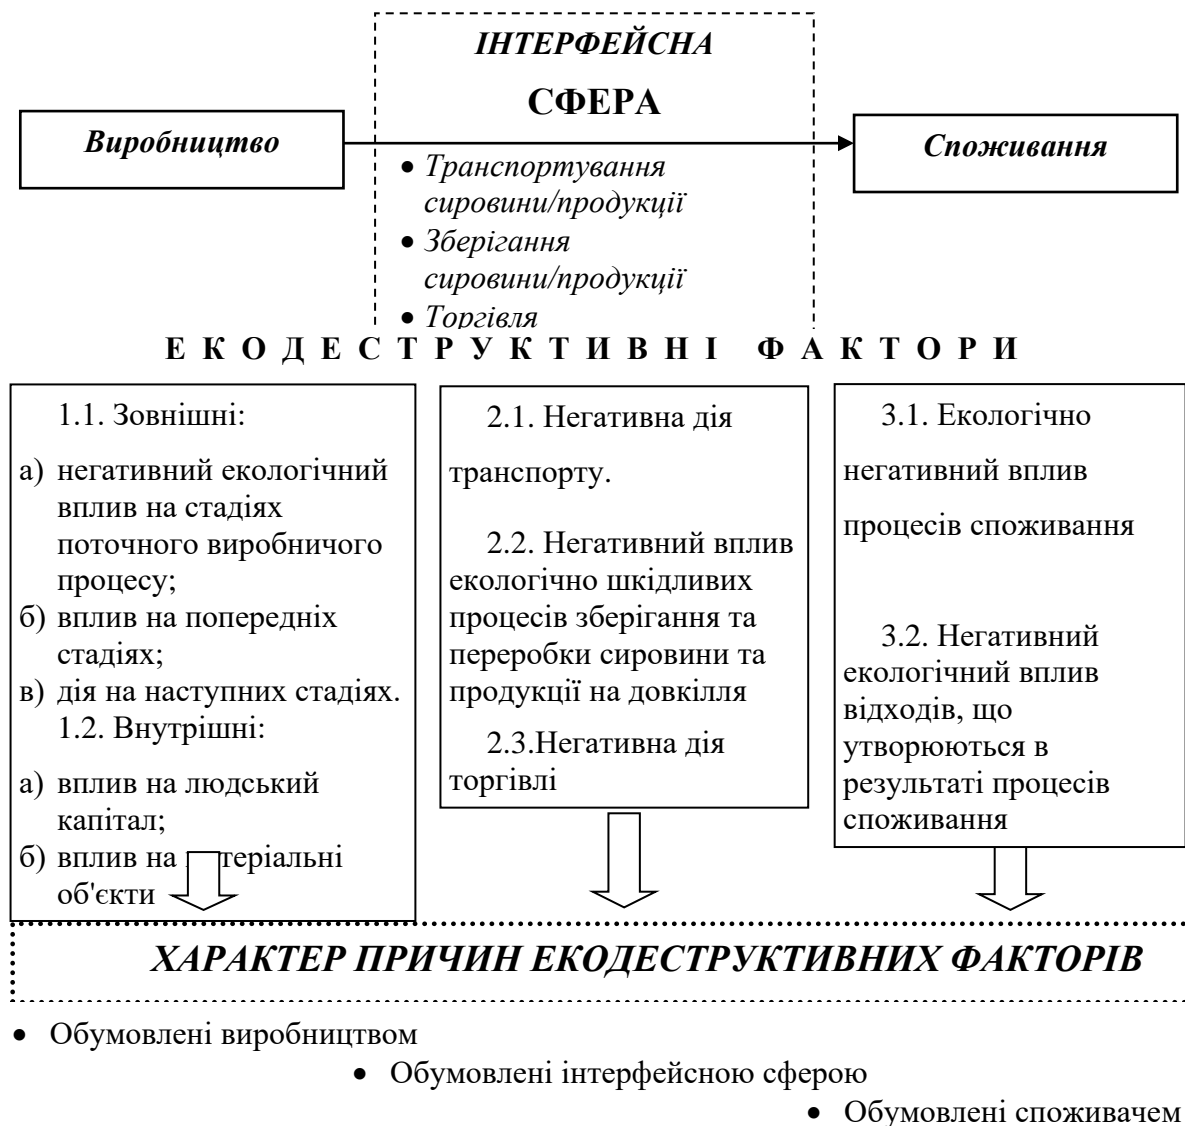 ІНТЕРФЕЙСНА
СФЕРА
Виробництво
Споживання
• Транспортування
сировини/продукції
• Зберігання
сировини/продукції
• Торгівля
ЕКОДЕСТРУКТИВНІ ФАКТОРИ
1.1. Зовнішні:
а) негативний екологічний
вплив на стадіях
поточного виробничого
процесу;
б) вплив на попередніх
стадіях;
в) дія на наступних стадіях.
1.2. Внутрішні:
а) вплив на людський
капітал;
б) вплив на теріальні
об'єкти
2.1. Негативна дія
транспорту.
2.2. Негативний вплив
екологічно шкідливих
процесів зберігання та
переробки сировини та
продукції на довкілля
2.3.Негативна дія
торгівлі
3.1. Екологічно
негативний вплив
процесів споживання
3.2. Негативний
екологічний вплив
відходів, що
утворюються в
результаті процесів
споживання
ХАРАКТЕР ПРИЧИН ЕКОДЕСТРУКТИВНИХ ФАКТОРІВ
• Обумовлені виробництвом
• Обумовлені інтерфейсною сферою
• Обумовлені споживачем